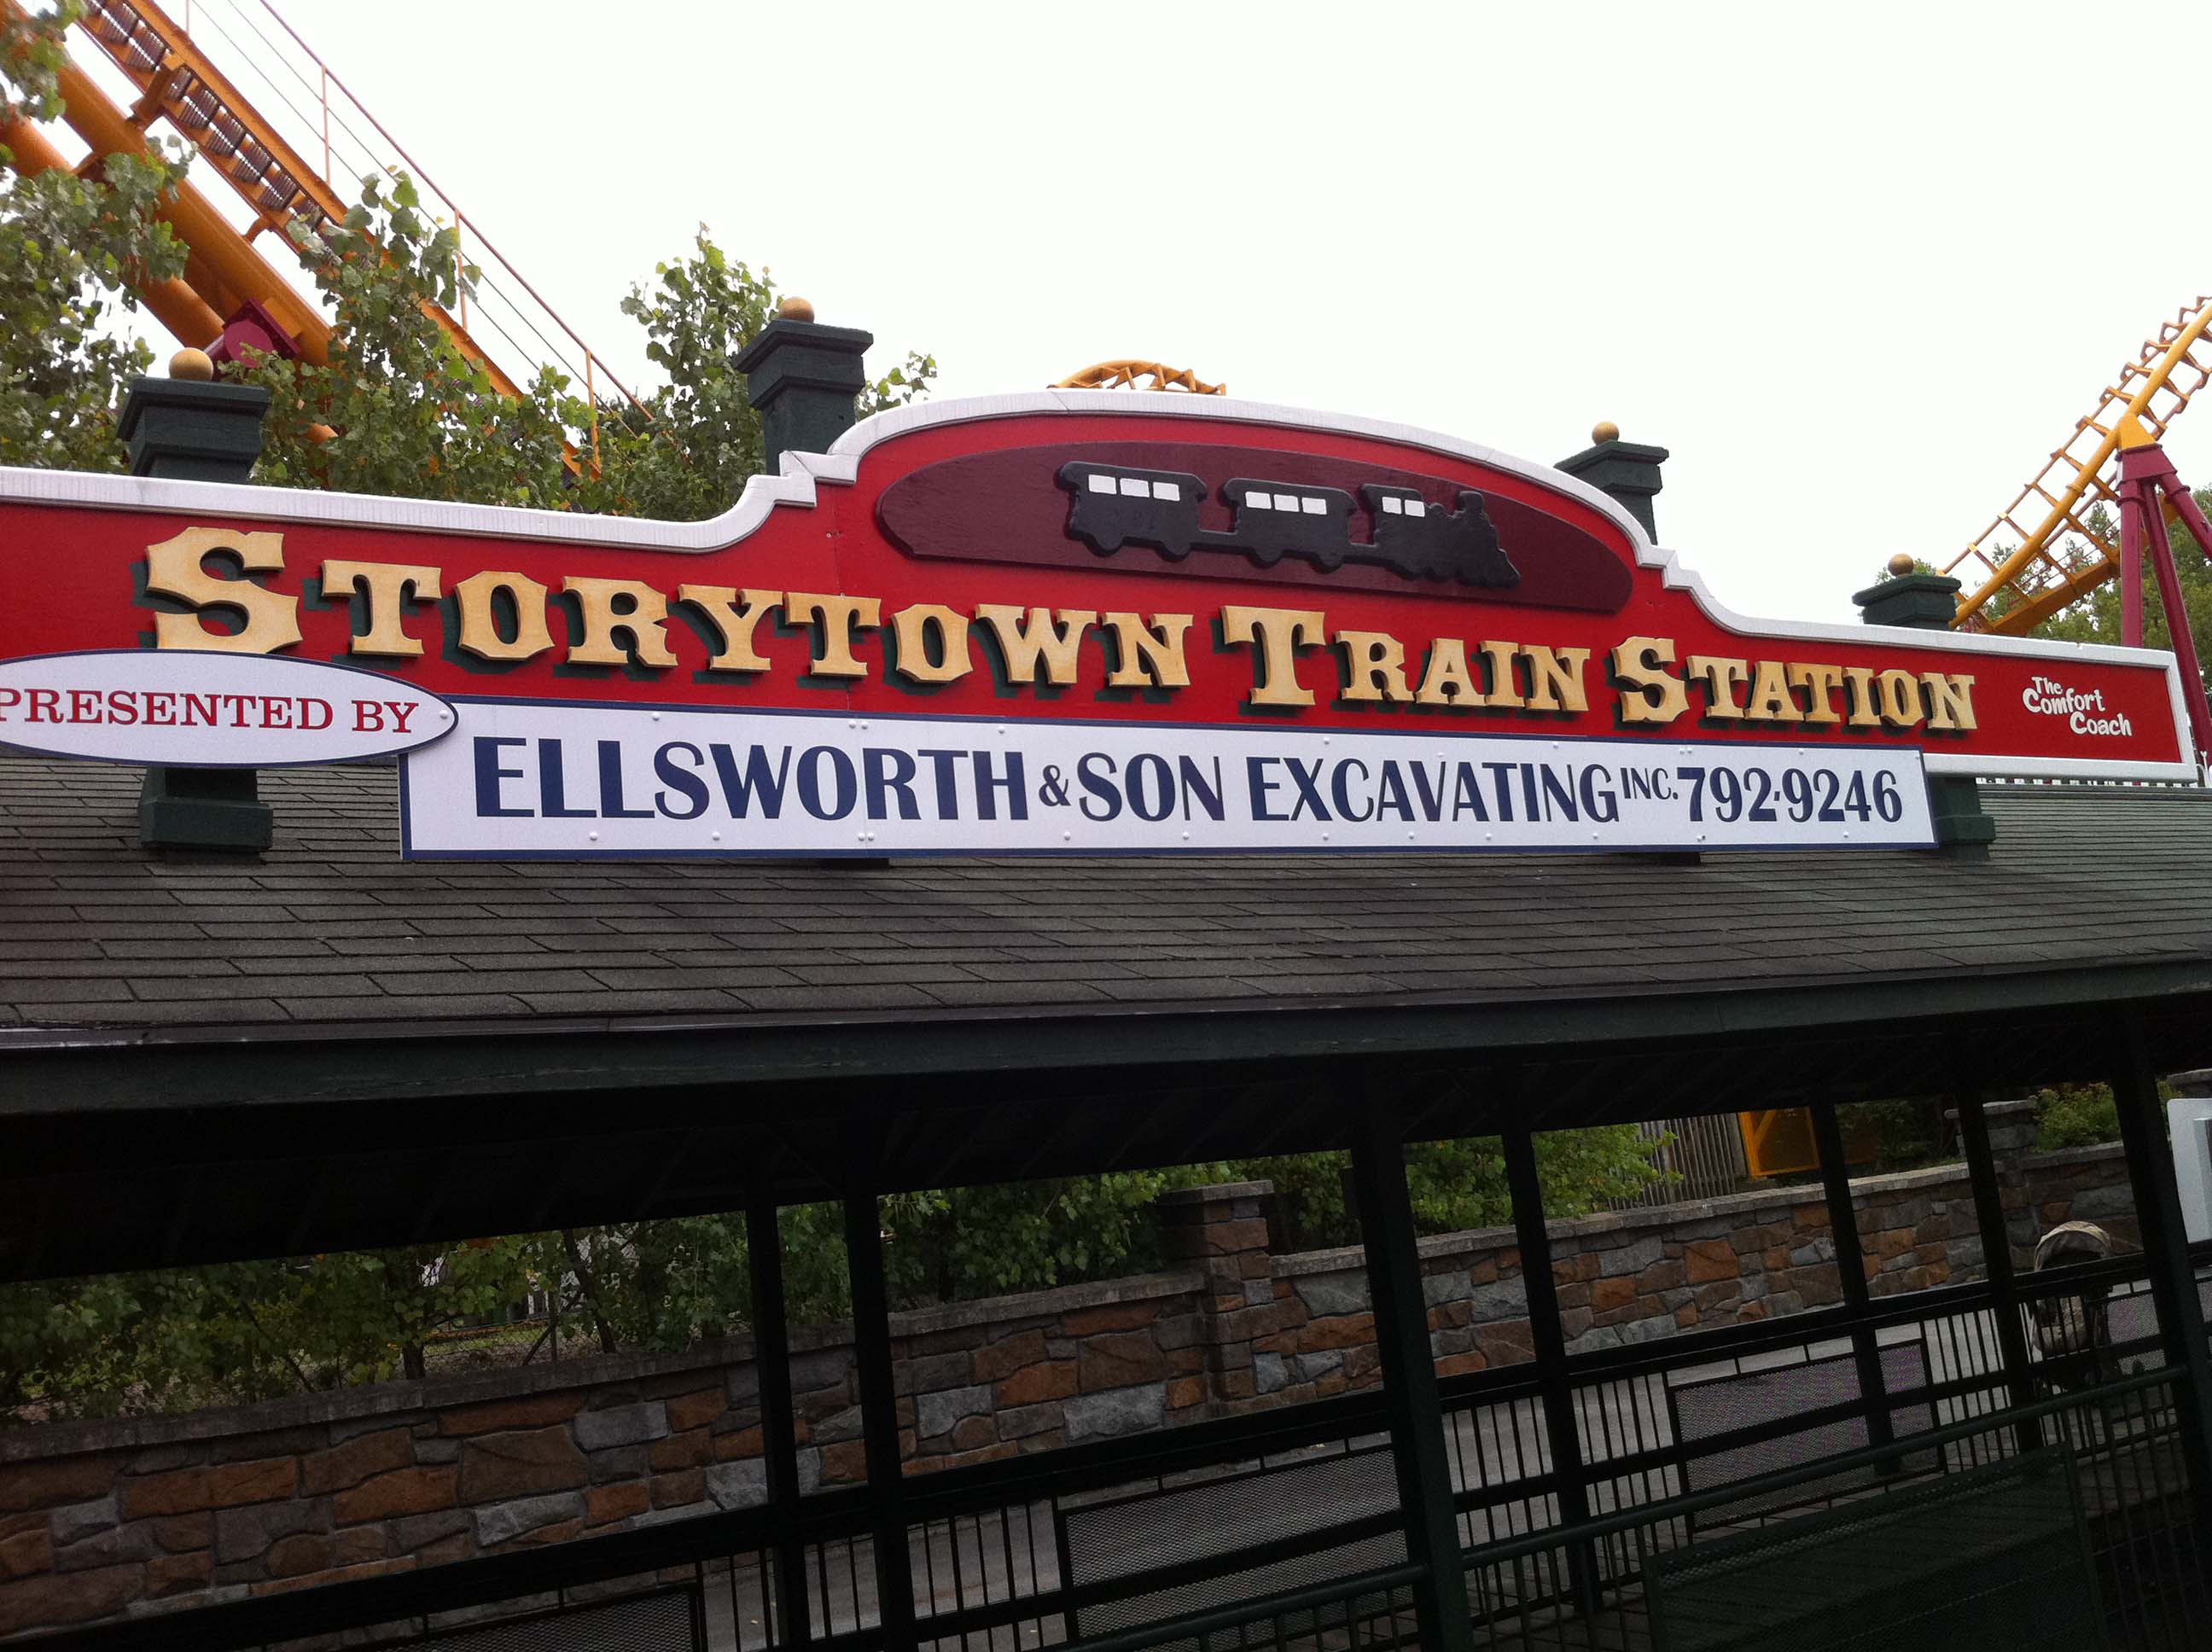 STORYTOWN TRAIN STATION
The
Comfort
Coach
PRESENTED BY
ELLSWORTH & SON EXCAVATING INC. 792-9246